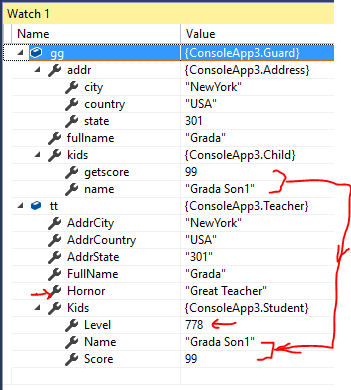 Watch 1
Name Value
gg {ConsoleApp3.Guard}
addr {ConsoleApp3.Address}
city "NewYork"
country "USA"
state 301
fullname "Grada"
kids {ConsoleApp3.Child}
getscore 99
name "Grada Son1"
tt {ConsoleApp3.Teacher}
AddrCity "NewYork"
AddrCountry "USA"
AddrState "301"
FullName "Grada"
Hornor "Great Teacher"
Kids {ConsoleApp3.Student}
Level 778
Name "Grada Son1"
Score 99